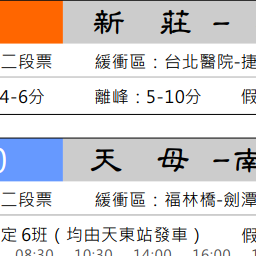 新 莊 -
二段票 緩衝區：台北醫院-捷
4-6分 離峰：5-10分 假
0 天 母 -南
二段票 緩衝區：福林橋-劍潭
定 6班（均由天東站發車） 假
08:30 10:30 14:00 16:00